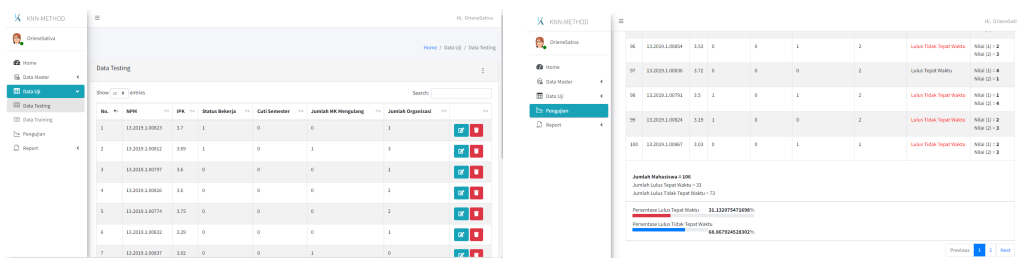 KNN-METHOD
Hi, OrieneSativa
OrieneSativa
Home / Data Uji / Data Testing
Home
Data Master
Data Uji
Data Testing
Data Training
Pengujian
Report
Data Testing
Show 10 entries
Search:
No. NPM IPK Status Bekerja Cuti Semester Jumlah MK Mengulang Jumlah Organisasi
1 13.2019.1.00823 3.7 1 0 0 1
2 13.2019.1.00812 3.69 1 0 1 3
3 13.2019.1.00797 3.6 0 0 0 1
4 13.2019.1.00816 3.6 0 0 0 2
5 13.2019.1.00774 3.75 0 0 0 2
6 13.2019.1.00832 3.29 0 0 0 1
7 13.2019.1.00837 3.02 0 0 1 0
KNN-METHOD
Hi, OrieneSati
OrieneSativa
Home
Data Master
Data Uji
Pengujian
Report
Nilai (2) = 3
96 13.2019.1.00854 3.53 0 0 1 2 Lulus Tidak Tepat Waktu Nilai (1) = 2
Nilai (2) = 3
97 13.2019.1.00836 3.72 0 0 0 2 Lulus Tepat Waktu Nilai (1) = 4
Nilai (2) = 1
98 13.2019.1.00791 3.5 1 0 0 2 Lulus Tidak Tepat Waktu Nilai (1) = 1
Nilai (2) = 4
99 13.2019.1.00824 3.19 1 0 0 2 Lulus Tidak Tepat Waktu Nilai (1) = 2
Nilai (2) = 3
100 13.2019.1.00867 3.03 0 0 1 1 Lulus Tidak Tepat Waktu Nilai (1) = 2
Nilai (2) = 3
Jumlah Mahasiswa = 106
Jumlah Lulus Tepat Waktu = 33
Jumlah Lulus Tidak Tepat Waktu = 73
Persentase Lulus Tepat Waktu 31.132075471698%
Persentase Lulus Tidak Tepat Waktu
68.867924528302%
Previous 1 2 Next